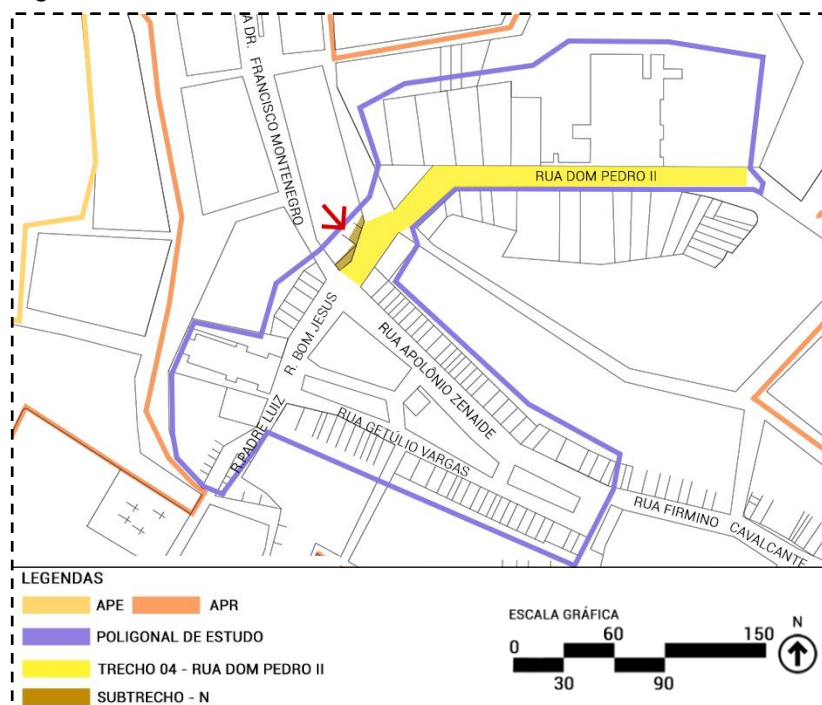 A DR. FRANCISCO MONTENEGRO
RUA DOM PEDRO II
R. BOM JESUS
RUA APOLÔNIO ZENAIDE
R.PADRE LUIZ
RUA GETÚLIO VARGAS
RUA FIRMINO CAVALCANTE
LEGENDAS
APE APR
POLIGONAL DE ESTUDO
TRECHO 04 - RUA DOM PEDRO II
SUBTRECHO - N
ESCALA GRÁFICA
0 60 150
30 90
N